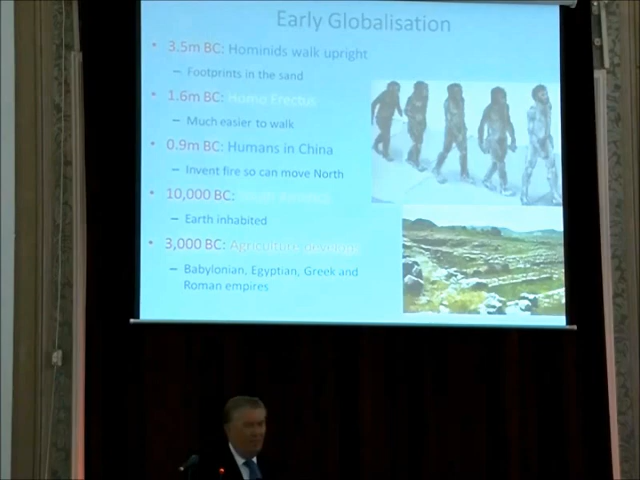 Early Globalisation
• 3.5m BC: Hominids walk upright
– Footprints in the sand
• 1.6m BC: Homo Erectus
– Much easier to walk
• 0.9m BC: Humans in China
– Invent fire so can move North
• 10,000 BC:
– Earth inhabited
• 3,000 BC: Agriculture develops
– Babylonian, Egyptian, Greek and
Roman empires